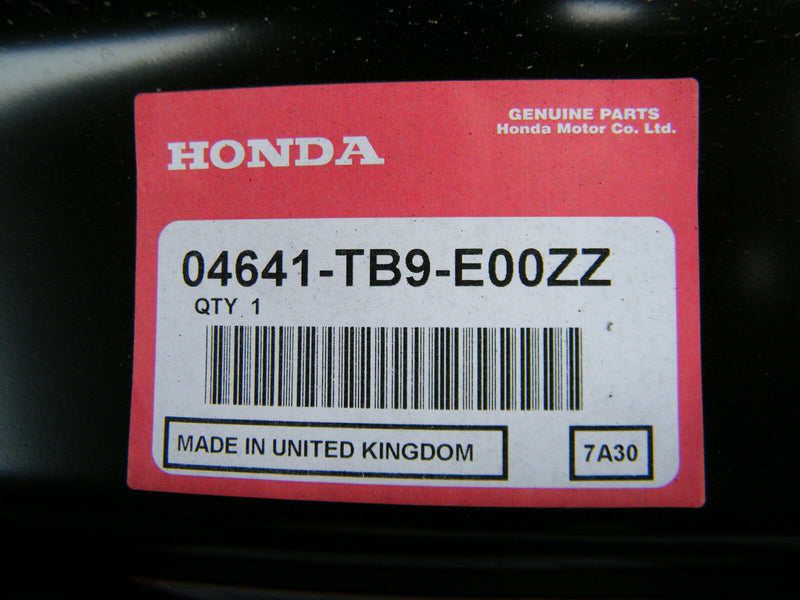 HONDA
GENUINE PARTS
Honda Motor Co. Ltd.
04641-TB9-E00ZZ
QTY 1
MADE IN UNITED KINGDOM
7A30